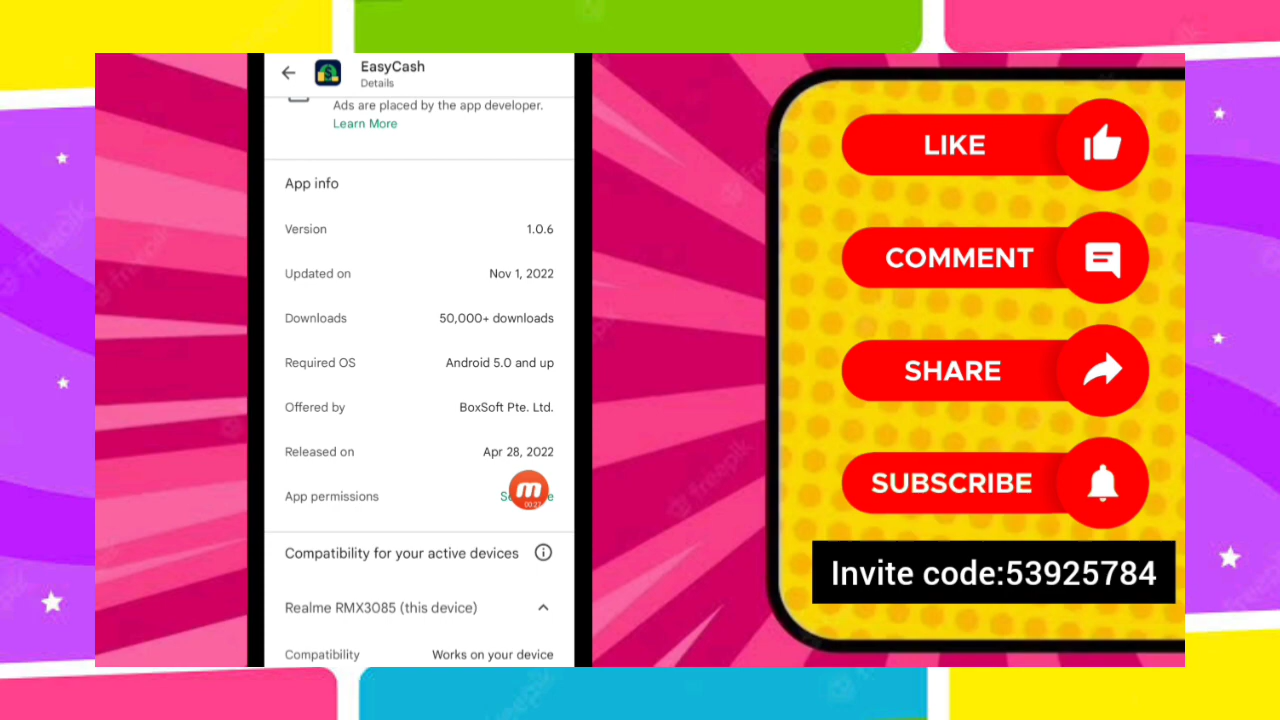 EasyCash
Details
Ads are placed by the app developer.
Learn More
App info
Version 1.0.6
Updated on Nov 1, 2022
Downloads 50,000+ downloads
Required OS Android 5.0 and up
Offered by BoxSoft Pte. Ltd.
Released on Apr 28, 2022
App permissions
00:27
Compatibility for your active devices
Realme RMX3085 (this device)
Compatibility Works on your device
LIKE
COMMENT
SHARE
SUBSCRIBE
Invite code:53925784
freepik